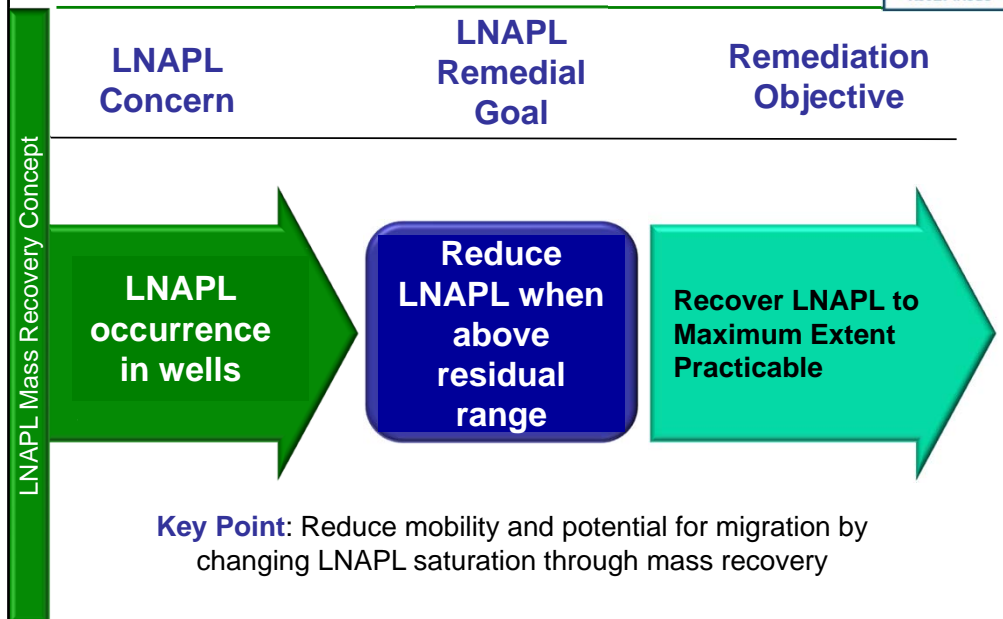 LNAPL
Concern
LNAPL
Remedial
Goal
Remediation
Objective
LNAPL Mass Recovery Concept
LNAPL
occurrence
in wells
Reduce
LNAPL when
above
residual
range
Recover LNAPL to
Maximum Extent
Practicable
Key Point: Reduce mobility and potential for migration by
changing LNAPL saturation through mass recovery